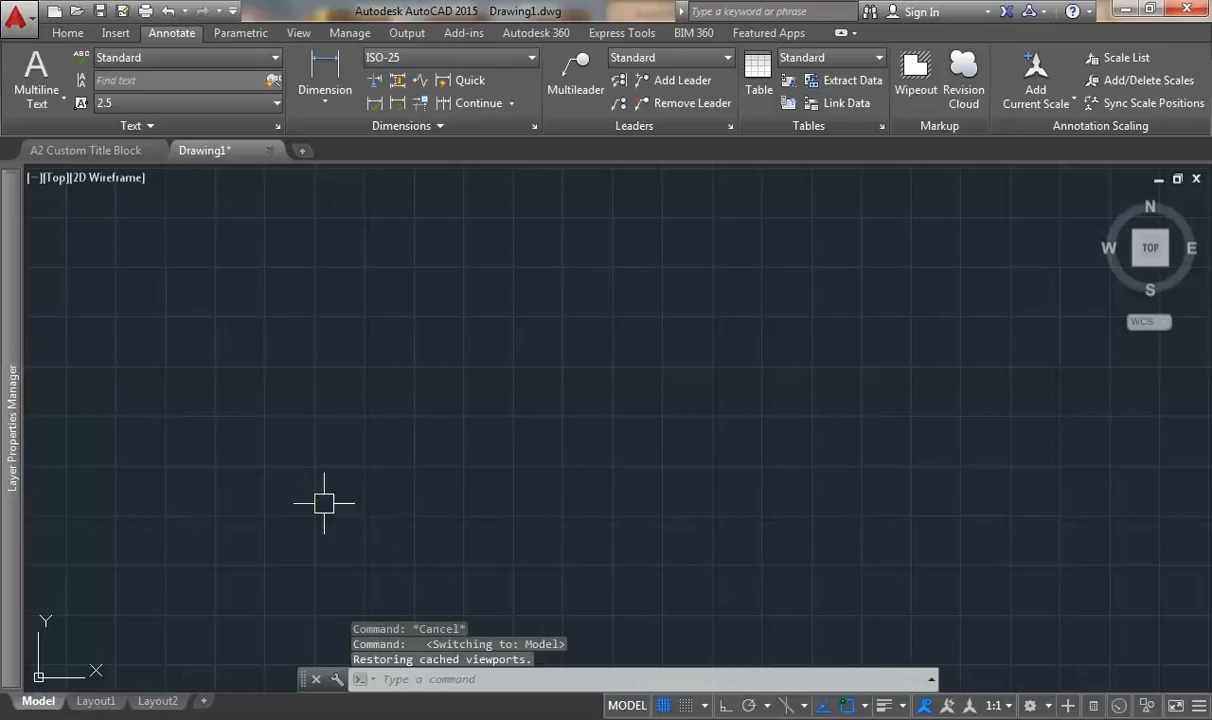 Autodesk AutoCAD 2015 Drawing1.dwg
Type a keyword or phrase
Sign In
Home Insert Annotate Parametric View Manage Output Add-ins Autodesk 360 Express Tools BIM 360 Featured Apps
A
Multiline
Text
ABC
Standard
Find text
A
2.5
Text
Dimension
ISO-25
Quick
Continue
Dimensions
Multileader
Standard
Add Leader
Remove Leader
Leaders
Table
Standard
Extract Data
Link Data
Tables
Wipeout
Revision
Cloud
Markup
Add
Current Scale
Scale List
Add/Delete Scales
Sync Scale Positions
Annotation Scaling
A2 Custom Title Block Drawing1*
[−][Top][2D Wireframe]
N
W TOP E
S
WCS
Layer Properties Manager
Y
X
Command: *Cancel*
Command: <Switching to: Model>
Restoring cached viewports.
Type a command
Model Layout1 Layout2 +
MODEL 1:1